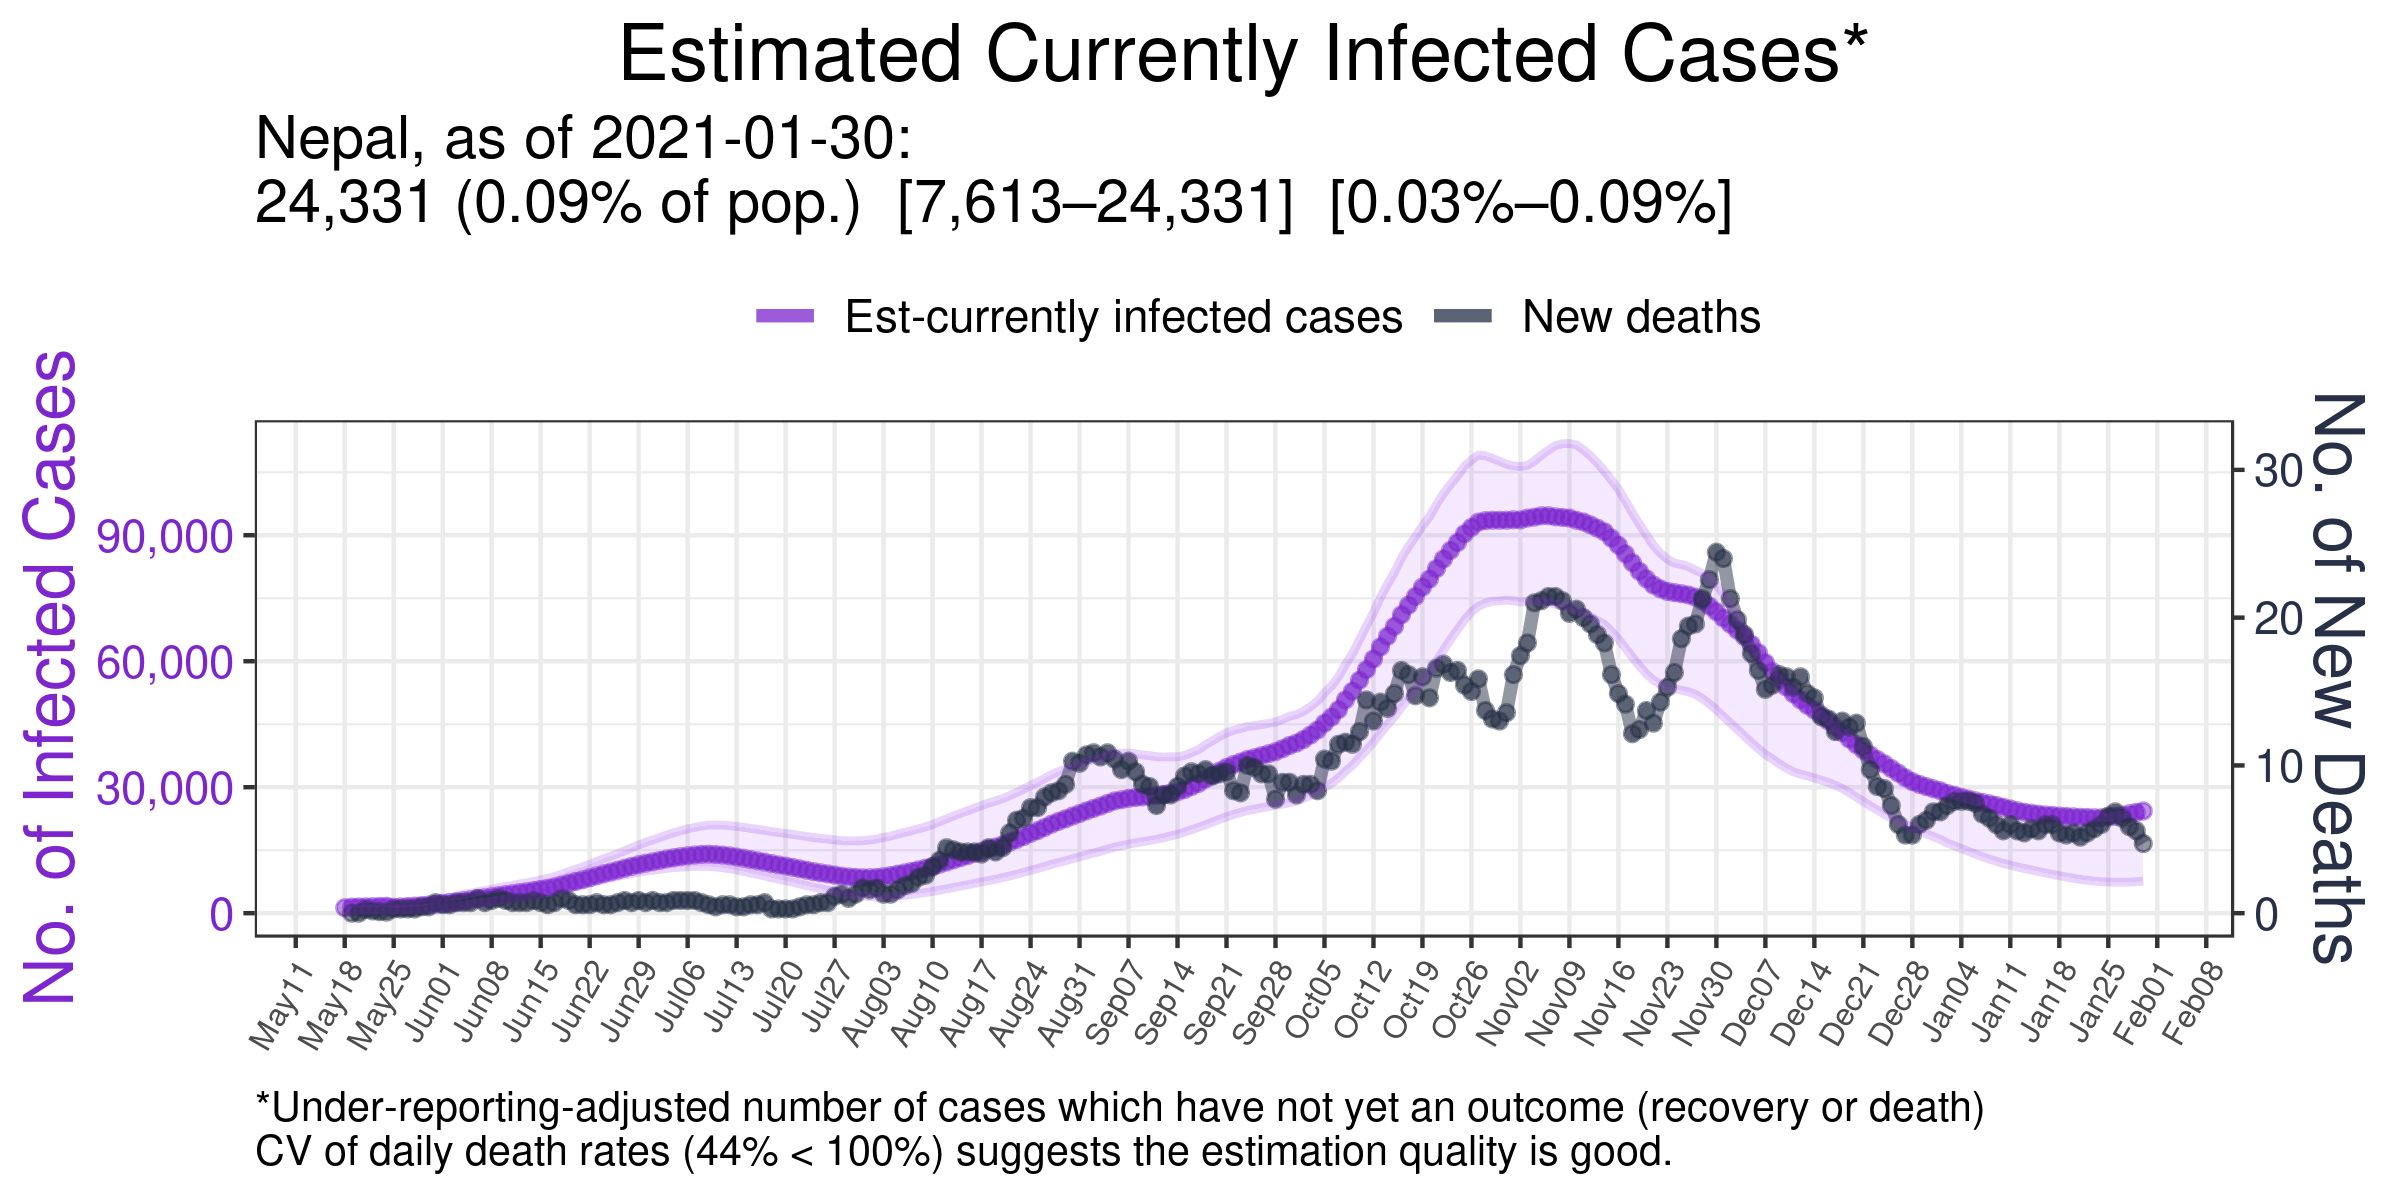 Estimated Currently Infected Cases*
Nepal, as of 2021-01-30:
24,331 (0.09% of pop.) [7,613–24,331] [0.03%–0.09%]
Est-currently infected cases New deaths
No. of Infected Cases
90,000
60,000
30,000
0
30
20
10
0
No. of New Deaths
May11 May18 May25 Jun01 Jun08 Jun15 Jun22 Jun29 Jul06 Jul13 Jul20 Jul27 Aug03 Aug10 Aug17 Aug24 Aug31 Sep07 Sep14 Sep21 Sep28 Oct05 Oct12 Oct19 Oct26 Nov02 Nov09 Nov16 Nov23 Nov30 Dec07 Dec14 Dec21 Dec28 Jan04 Jan11 Jan18 Jan25 Feb01 Feb08
*Under-reporting-adjusted number of cases which have not yet an outcome (recovery or death)
CV of daily death rates (44% < 100%) suggests the estimation quality is good.